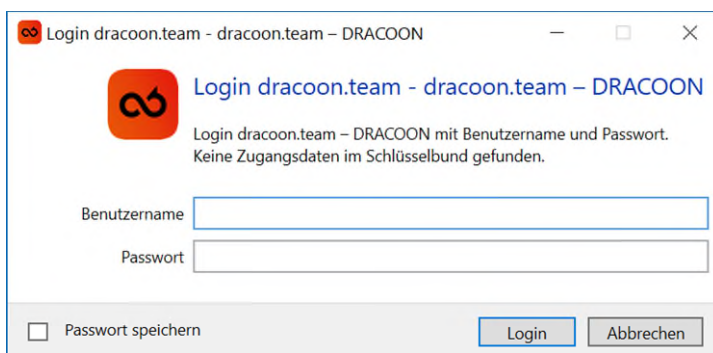 Login dracoon.team - dracoon.team – DRACOON
Login dracoon.team - dracoon.team – DRACOON
Login dracoon.team – DRACOON mit Benutzername und Passwort.
Keine Zugangsdaten im Schlüsselbund gefunden.
Benutzername
Passwort
Passwort speichern
Login
Abbrechen